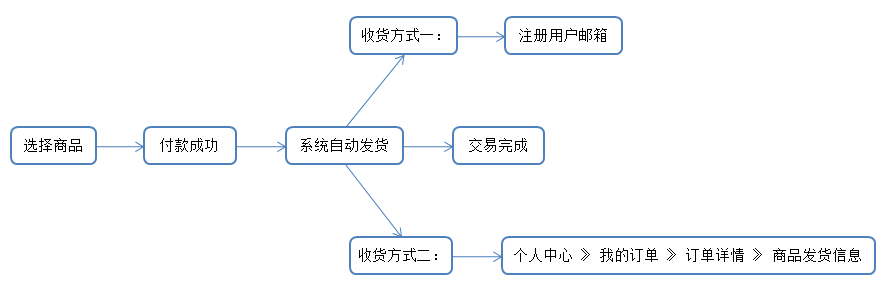 收货方式一：
注册用户邮箱
选择商品
付款成功
系统自动发货
交易完成
收货方式二：
个人中心 》 我的订单 》 订单详情 》 商品发货信息